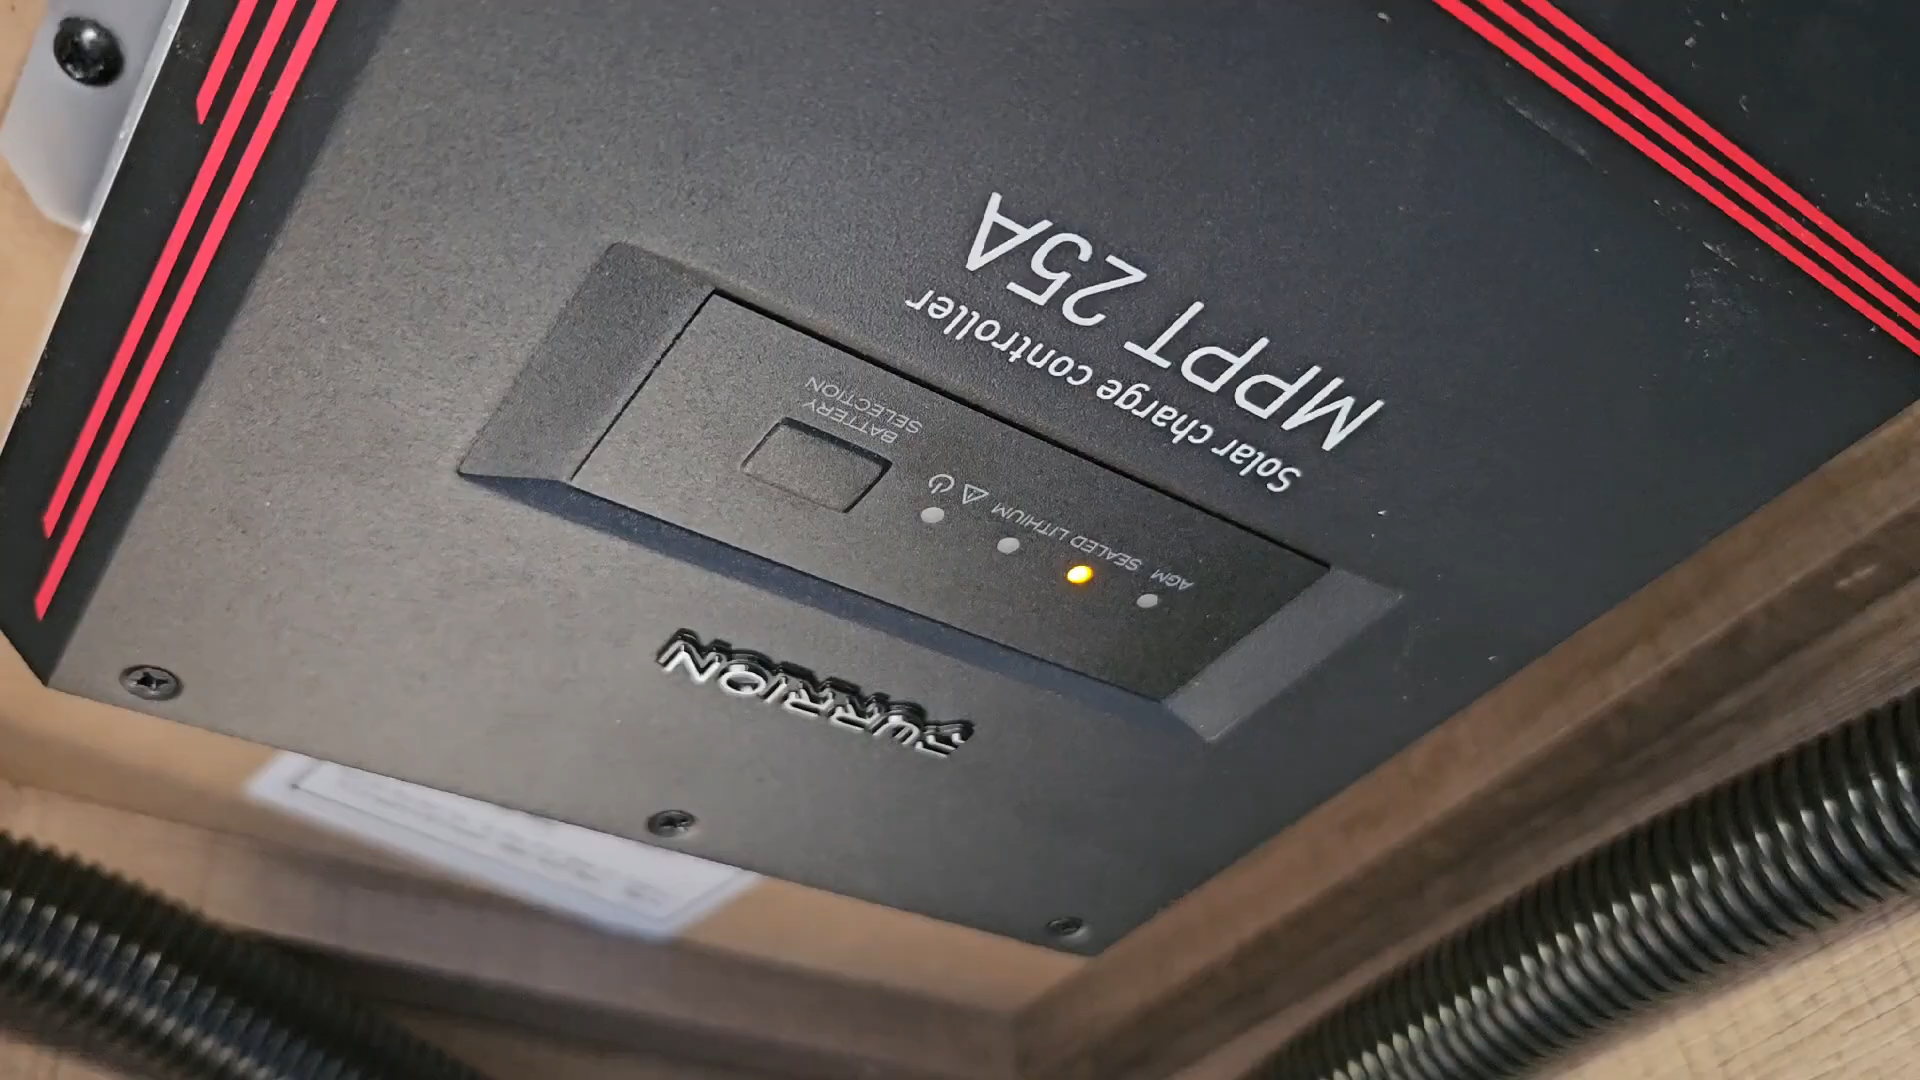 FURRION
AGM SEALED LITHIUM
BATTERY
SELECTION
Solar charge controller
MPPT 25A